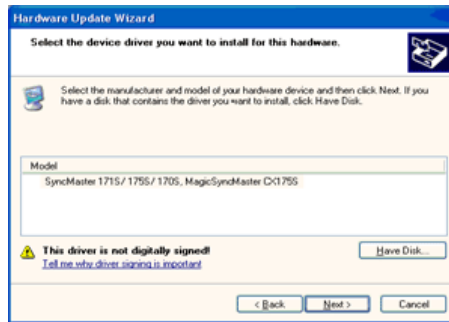 Hardware Update Wizard
Select the device driver you want to install for this hardware.
Select the manufacturer and model of your hardware device and then click Next. If you
have a disk that contains the driver you want to install, click Have Disk.
Model
SyncMaster 171S/ 175S/ 170S, MagicSyncMaster CX175S
This driver is not digitally signed!
Have Disk...
Tell me why driver signing is important
< Back
Next >
Cancel